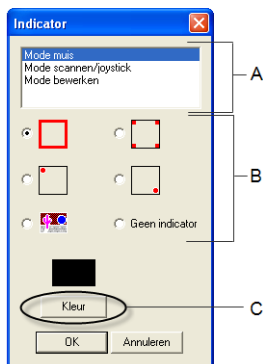 Indicator
Mode muis
Mode scannen/joystick
Mode bewerken
A
B
Geen indicator
Kleur
C
OK
Annuleren